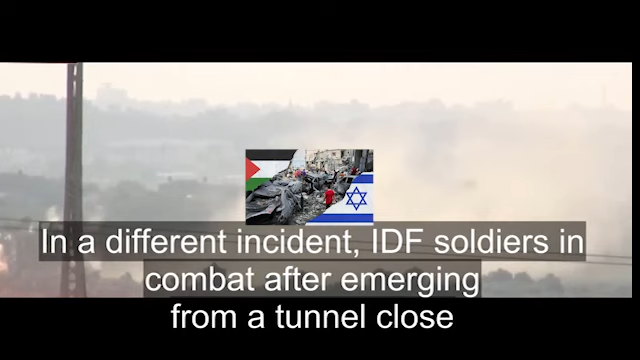 In a different incident, IDF soldiers in
combat after emerging
from a tunnel close